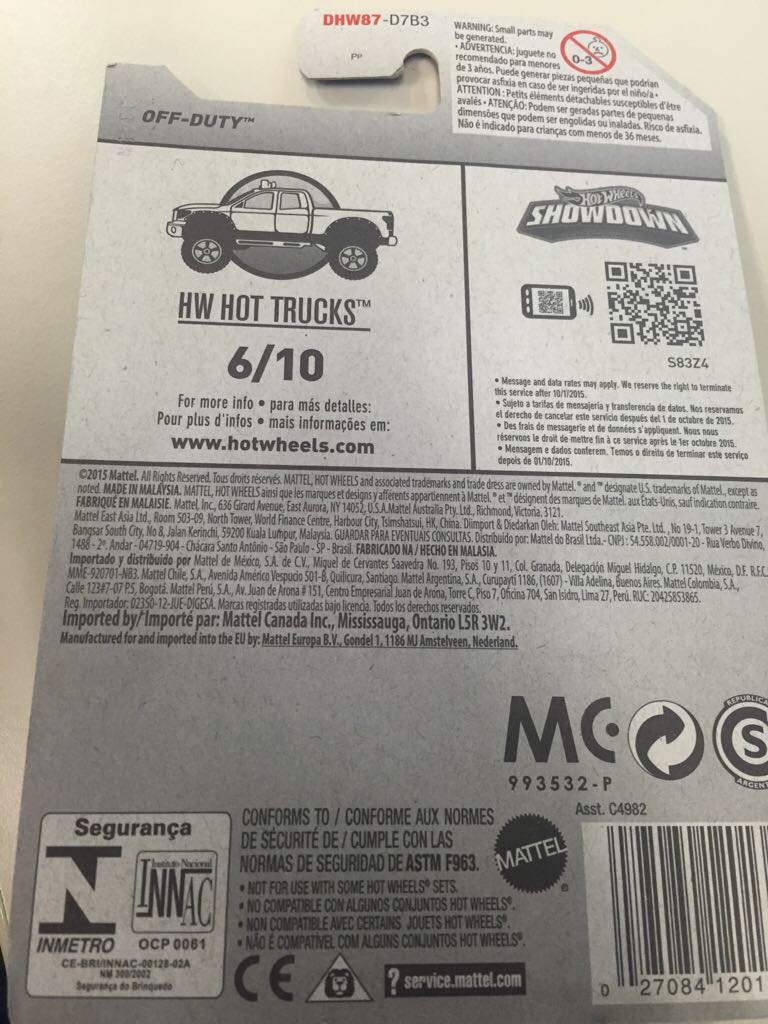 DHW87-D7B3
PP
WARNING: Small parts may
be generated.
• ADVERTENCIA: juguete no
recomendado para menores
de 3 años. Puede generar piezas pequeñas que podrían
provocar asfixia en caso de ser ingeridas por el niño/a •
ATTENTION : Petits éléments détachables susceptibles d'être
avalés • ATENÇÃO: Podem ser geradas partes de pequenas
dimensões que podem ser engolidas ou inaladas. Risco de asfixia.
Não é indicado para crianças com menos de 36 meses.
0-3
OFF-DUTY™
HW HOT TRUCKS™
6/10
For more info • para más detalles:
Pour plus d'infos • mais informações em:
www.hotwheels.com
HOT WHEELS
SHOWDOWN
S83Z4
• Message and data rates may apply. We reserve the right to terminate
this service after 10/1/2015.
• Sujeto a tarifas de mensajería y transferencia de datos. Nos reservamos
el derecho de cancelar este servicio después del 1 de octubre de 2015.
• Des frais de messagerie et de données s'appliquent. Nous nous
réservons le droit de mettre fin à ce service après le 1er octobre 2015.
• Mensagem e dados conferem. Temos o direito de terminar este serviço
depois de 01/10/2015.
©2015 Mattel. All Rights Reserved. Tous droits réservés. MATTEL, HOT WHEELS and associated trademarks and trade dress are owned by Mattel. ® and ™ designate U.S. trademarks of Mattel, except as
noted. MADE IN MALAYSIA. MATTEL, HOT WHEELS ainsi que les marques et designs y afférents appartiennent à Mattel. ® et ™ désignent des marques de Mattel aux États-Unis, sauf indication contraire.
FABRIQUÉ EN MALAISIE. Mattel, Inc., 636 Girard Avenue, East Aurora, NY 14052, U.S.A. Mattel Australia Pty. Ltd., Richmond, Victoria. 3121.
Mattel East Asia Ltd., Room 503-09, North Tower, World Finance Centre, Harbour City, Tsimshatsui, HK, China. Diimport & Diedarkan Oleh: Mattel Southeast Asia Pte. Ltd., No 19-1, Tower 3 Avenue 7,
Bangsar South City, No 8, Jalan Kerinchi, 59200 Kuala Lumpur, Malaysia. GUARDAR PARA EVENTUAIS CONSULTAS. Distribuido por: Mattel do Brasil Ltda.- CNPJ : 54.558.002/0001-20 - Rua Verbo Divino,
1488 - 2º. Andar - 04719-904 - Chácara Santo Antônio - São Paulo - SP - Brasil. FABRICADO NA / HECHO EN MALASIA.
Importado y distribuido por Mattel de México, S.A. de C.V., Miguel de Cervantes Saavedra No. 193, Pisos 10 y 11, Col. Granada, Delegación Miguel Hidalgo, C.P. 11520, México, D.F. R.F.C.
MME-920701-NB3. Mattel Chile, S.A., Avenida Américo Vespucio 501-B, Quilicura, Santiago. Mattel Argentina, S.A., Curupaytí 1186, (1607) - Villa Adelina, Buenos Aires. Mattel Colombia, S.A.,
Calle 123#7-07 P.5, Bogotá. Mattel Perú, S.A., Av. Juan de Arona # 151, Centro Empresarial Juan de Arona, Torre C, Piso 7, Oficina 704, San Isidro, Lima 27, Perú. RUC: 20425853865.
Reg. Importador: 02350-12-JUE-DIGESA. Marcas registradas utilizadas bajo licencia. Todos los derechos reservados.
Imported by/Importé par: Mattel Canada Inc., Mississauga, Ontario L5R 3W2.
Manufactured for and imported into the EU by: Mattel Europa B.V., Gondel 1, 1186 MJ Amstelveen, Nederland.
MC
993532-P
REPUBLICA
S
ARGENT
Asst. C4982
Segurança
Instituto Nacional
INNAC
INMETRO
OCP 0061
CE-BRI/INNAC-00128-02A
NM 300/2002
Segurança do Brinquedo
CONFORMS TO / CONFORME AUX NORMES
DE SÉCURITÉ DE / CUMPLE CON LAS
NORMAS DE SEGURIDAD DE ASTM F963.
• NOT FOR USE WITH SOME HOT WHEELS® SETS.
• NO COMPATIBLE CON ALGUNOS CONJUNTOS HOT WHEELS®.
• NON COMPATIBLE AVEC CERTAINS JOUETS HOT WHEELS®.
• NÃO É COMPATÍVEL COM ALGUNS CONJUNTOS HOT WHEELS®.
MATTEL®
CE
? service.mattel.com
0 27084 1201